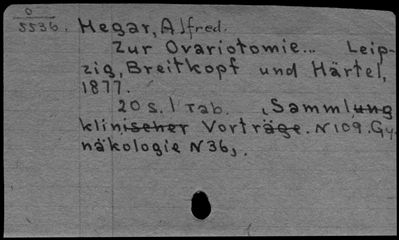 0
5536. Hegar, Alfred.
Zur Ovariotomie... Leip-
zig, Breitkopf und Härtel,
1877.
20 S. 1 Tab. „Sammlung
klinischer Vorträge. N 109. Gy-
näkologie N 36„.